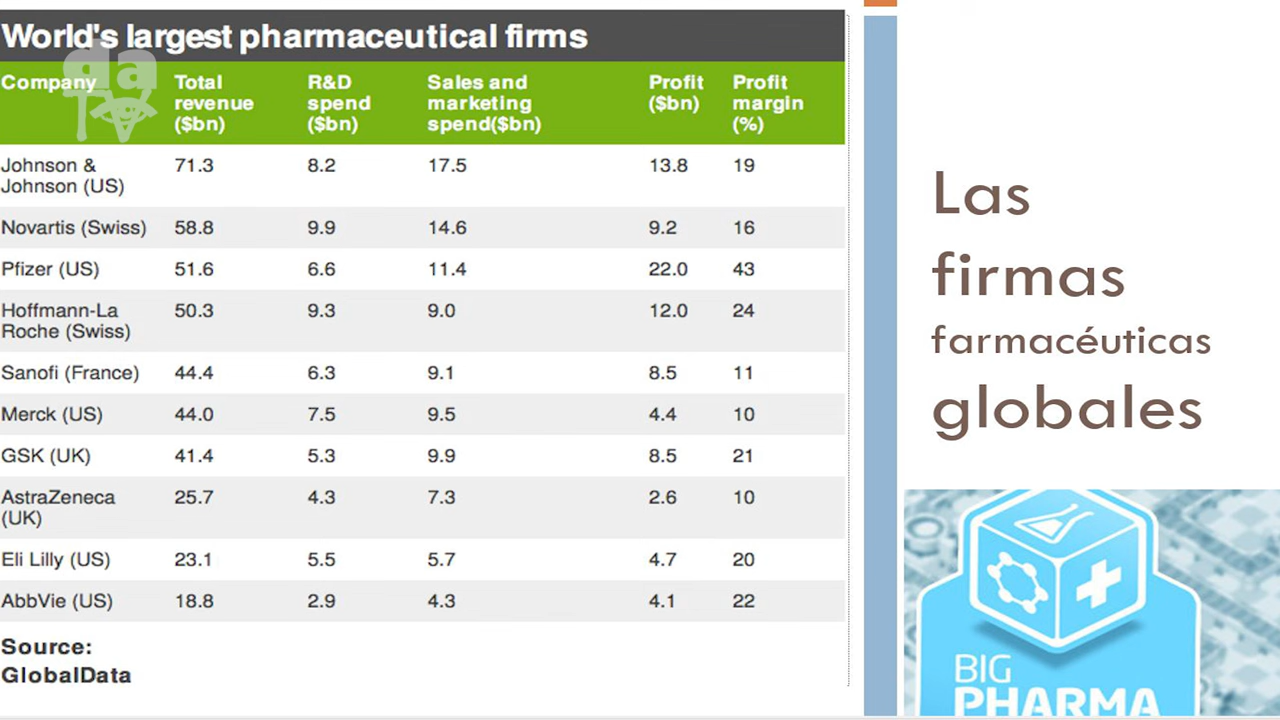 World's largest pharmaceutical firms
Company Total revenue ($bn) R&D spend ($bn) Sales and marketing spend($bn) Profit ($bn) Profit margin (%)
Johnson & Johnson (US) 71.3 8.2 17.5 13.8 19
Novartis (Swiss) 58.8 9.9 14.6 9.2 16
Pfizer (US) 51.6 6.6 11.4 22.0 43
Hoffmann-La Roche (Swiss) 50.3 9.3 9.0 12.0 24
Sanofi (France) 44.4 6.3 9.1 8.5 11
Merck (US) 44.0 7.5 9.5 4.4 10
GSK (UK) 41.4 5.3 9.9 8.5 21
AstraZeneca (UK) 25.7 4.3 7.3 2.6 10
Eli Lilly (US) 23.1 5.5 5.7 4.7 20
AbbVie (US) 18.8 2.9 4.3 4.1 22
Source:
GlobalData
da
TV
Las
firmas
farmacéuticas
globales
BIG
PHARMA